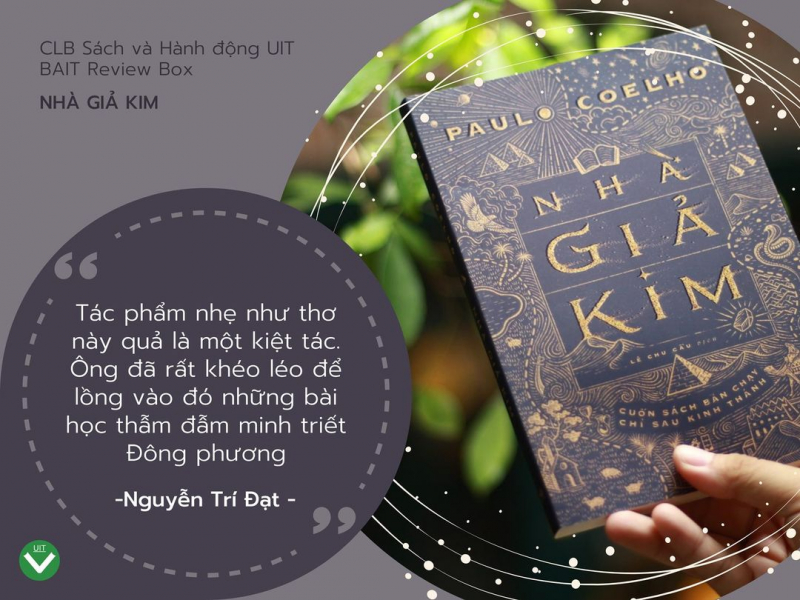 CLB Sách và Hành động UIT
BAIT Review Box
NHÀ GIẢ KIM
PAULO COELHO
NHÀ
GIẢ
KIM
LÊ CHU CẦU DỊCH
CUỐN SÁCH BÁN CHẠY
CHỈ SAU KINH THÁNH
“
Tác phẩm nhẹ như thơ
này quả là một kiệt tác.
Ông đã rất khéo léo để
lồng vào đó những bài
học thẫm đẫm minh triết
Đông phương
-Nguyễn Trí Đạt -
”
UIT